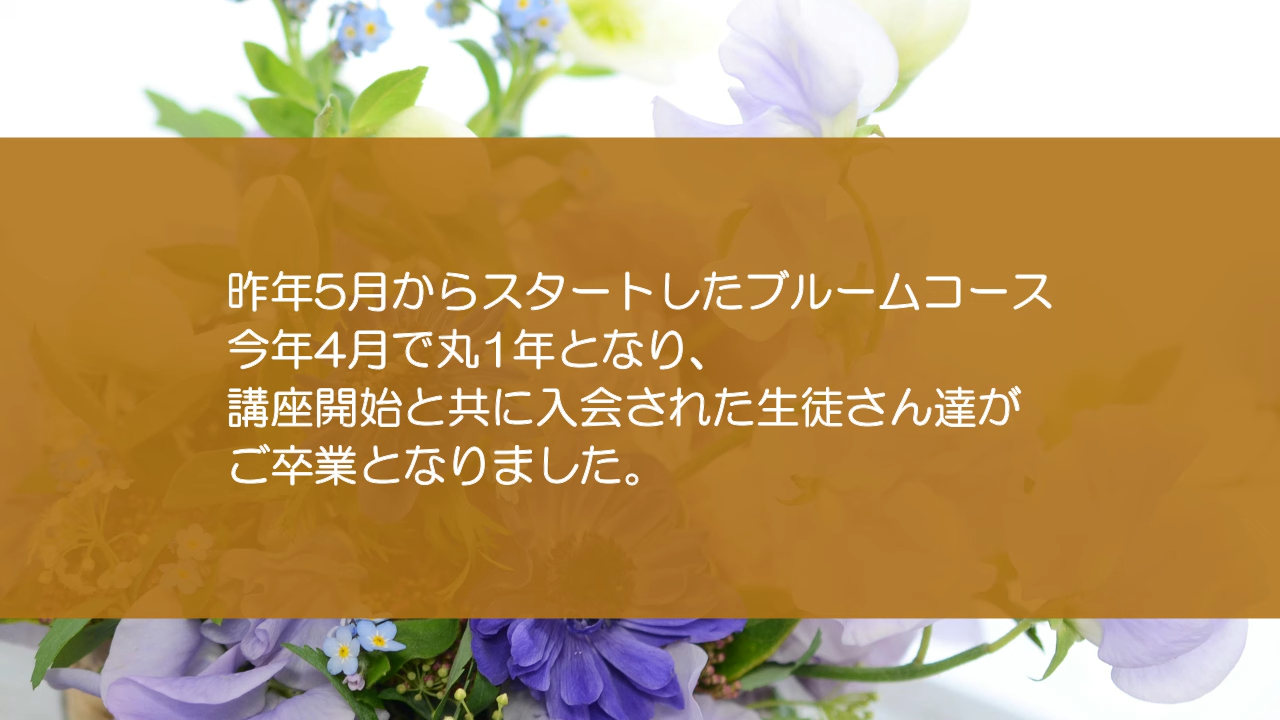 昨年5月からスタートしたブルームコース
今年4月で丸1年となり、
講座開始と共に入会された生徒さん達が
ご卒業となりました。